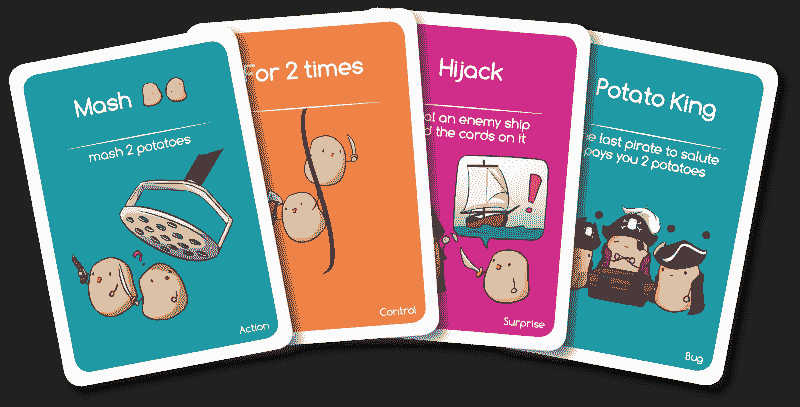 Mash
mash 2 potatoes
Action
For 2 times
Control
Hijack
an enemy ship
the cards on it
Surprise
Potato King
last pirate to salute
pays you 2 potatoes
Bug